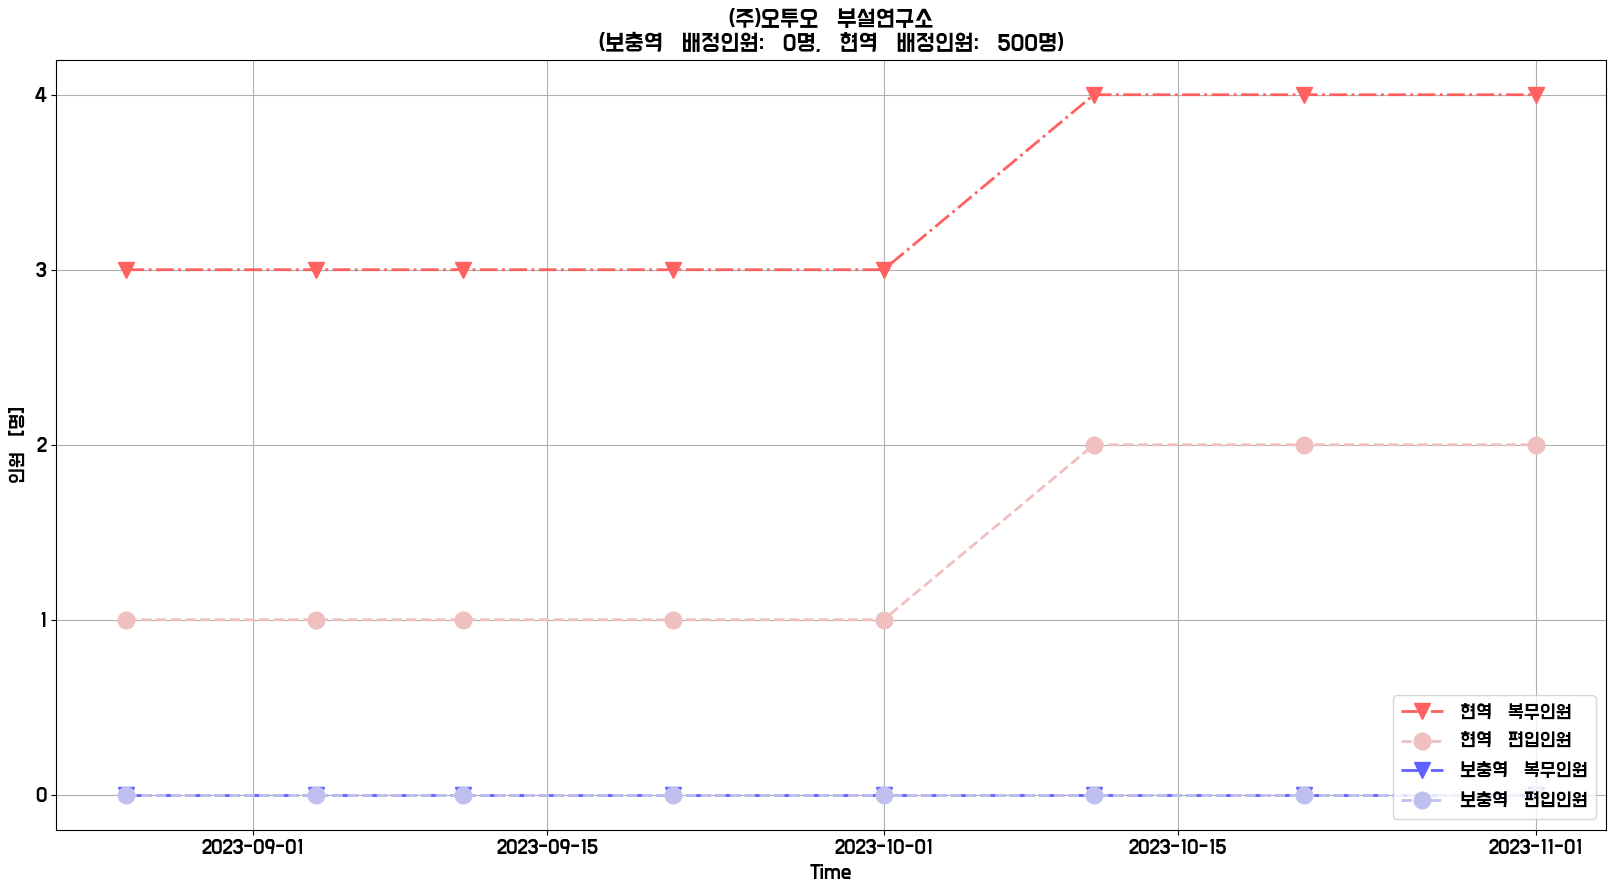 (주)오투오 부설연구소
(보충역 배정인원: 0명, 현역 배정인원: 500명)
인원 [명]
4
3
2
1
0
2023-09-01
2023-09-15
2023-10-01
2023-10-15
2023-11-01
Time
현역 복무인원
현역 편입인원
보충역 복무인원
보충역 편입인원